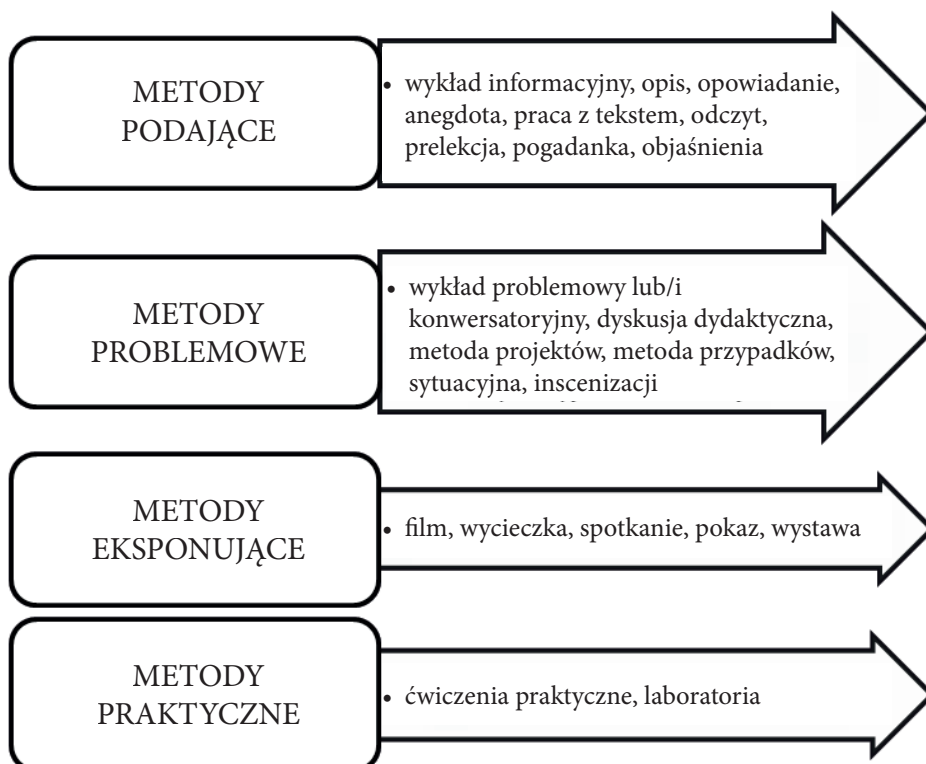 METODY
PODAJĄCE
• wykład informacyjny, opis, opowiadanie,
anegdota, praca z tekstem, odczyt,
prelekcja, pogadanka, objaśnienia
METODY
PROBLEMOWE
• wykład problemowy lub/i
konwersatoryjny, dyskusja dydaktyczna,
metoda projektów, metoda przypadków,
sytuacyjna, inscenizacji
METODY
EKSPONUJĄCE
• film, wycieczka, spotkanie, pokaz, wystawa
METODY
PRAKTYCZNE
• ćwiczenia praktyczne, laboratoria